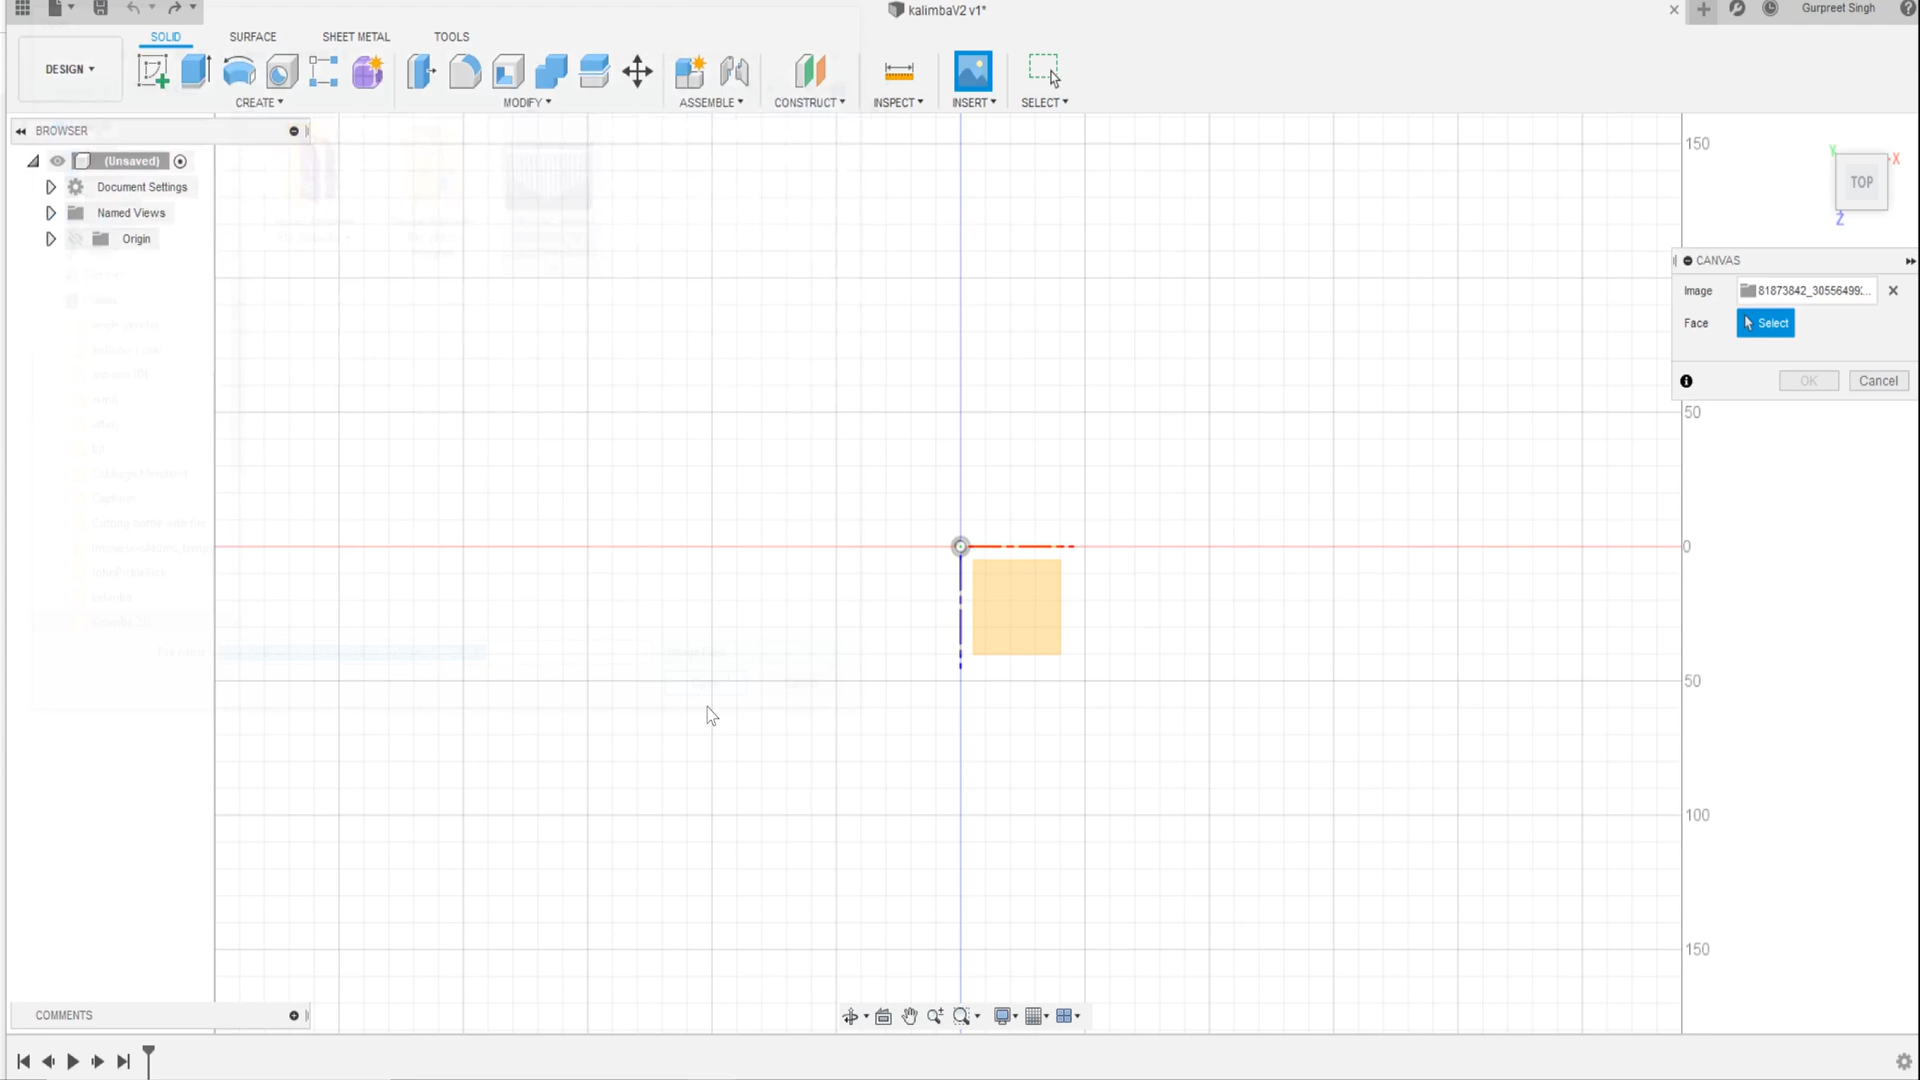 kalimbaV2 v1*
Gurpreet Singh
SOLID
SURFACE
SHEET METAL
TOOLS
DESIGN
CREATE
MODIFY
ASSEMBLE
CONSTRUCT
INSPECT
INSERT
SELECT
BROWSER
(Unsaved)
Document Settings
Named Views
Origin
150
Y
X
TOP
Z
CANVAS
Image
81873842_30556499...
Face
Select
OK
Cancel
50
0
50
100
150
COMMENTS